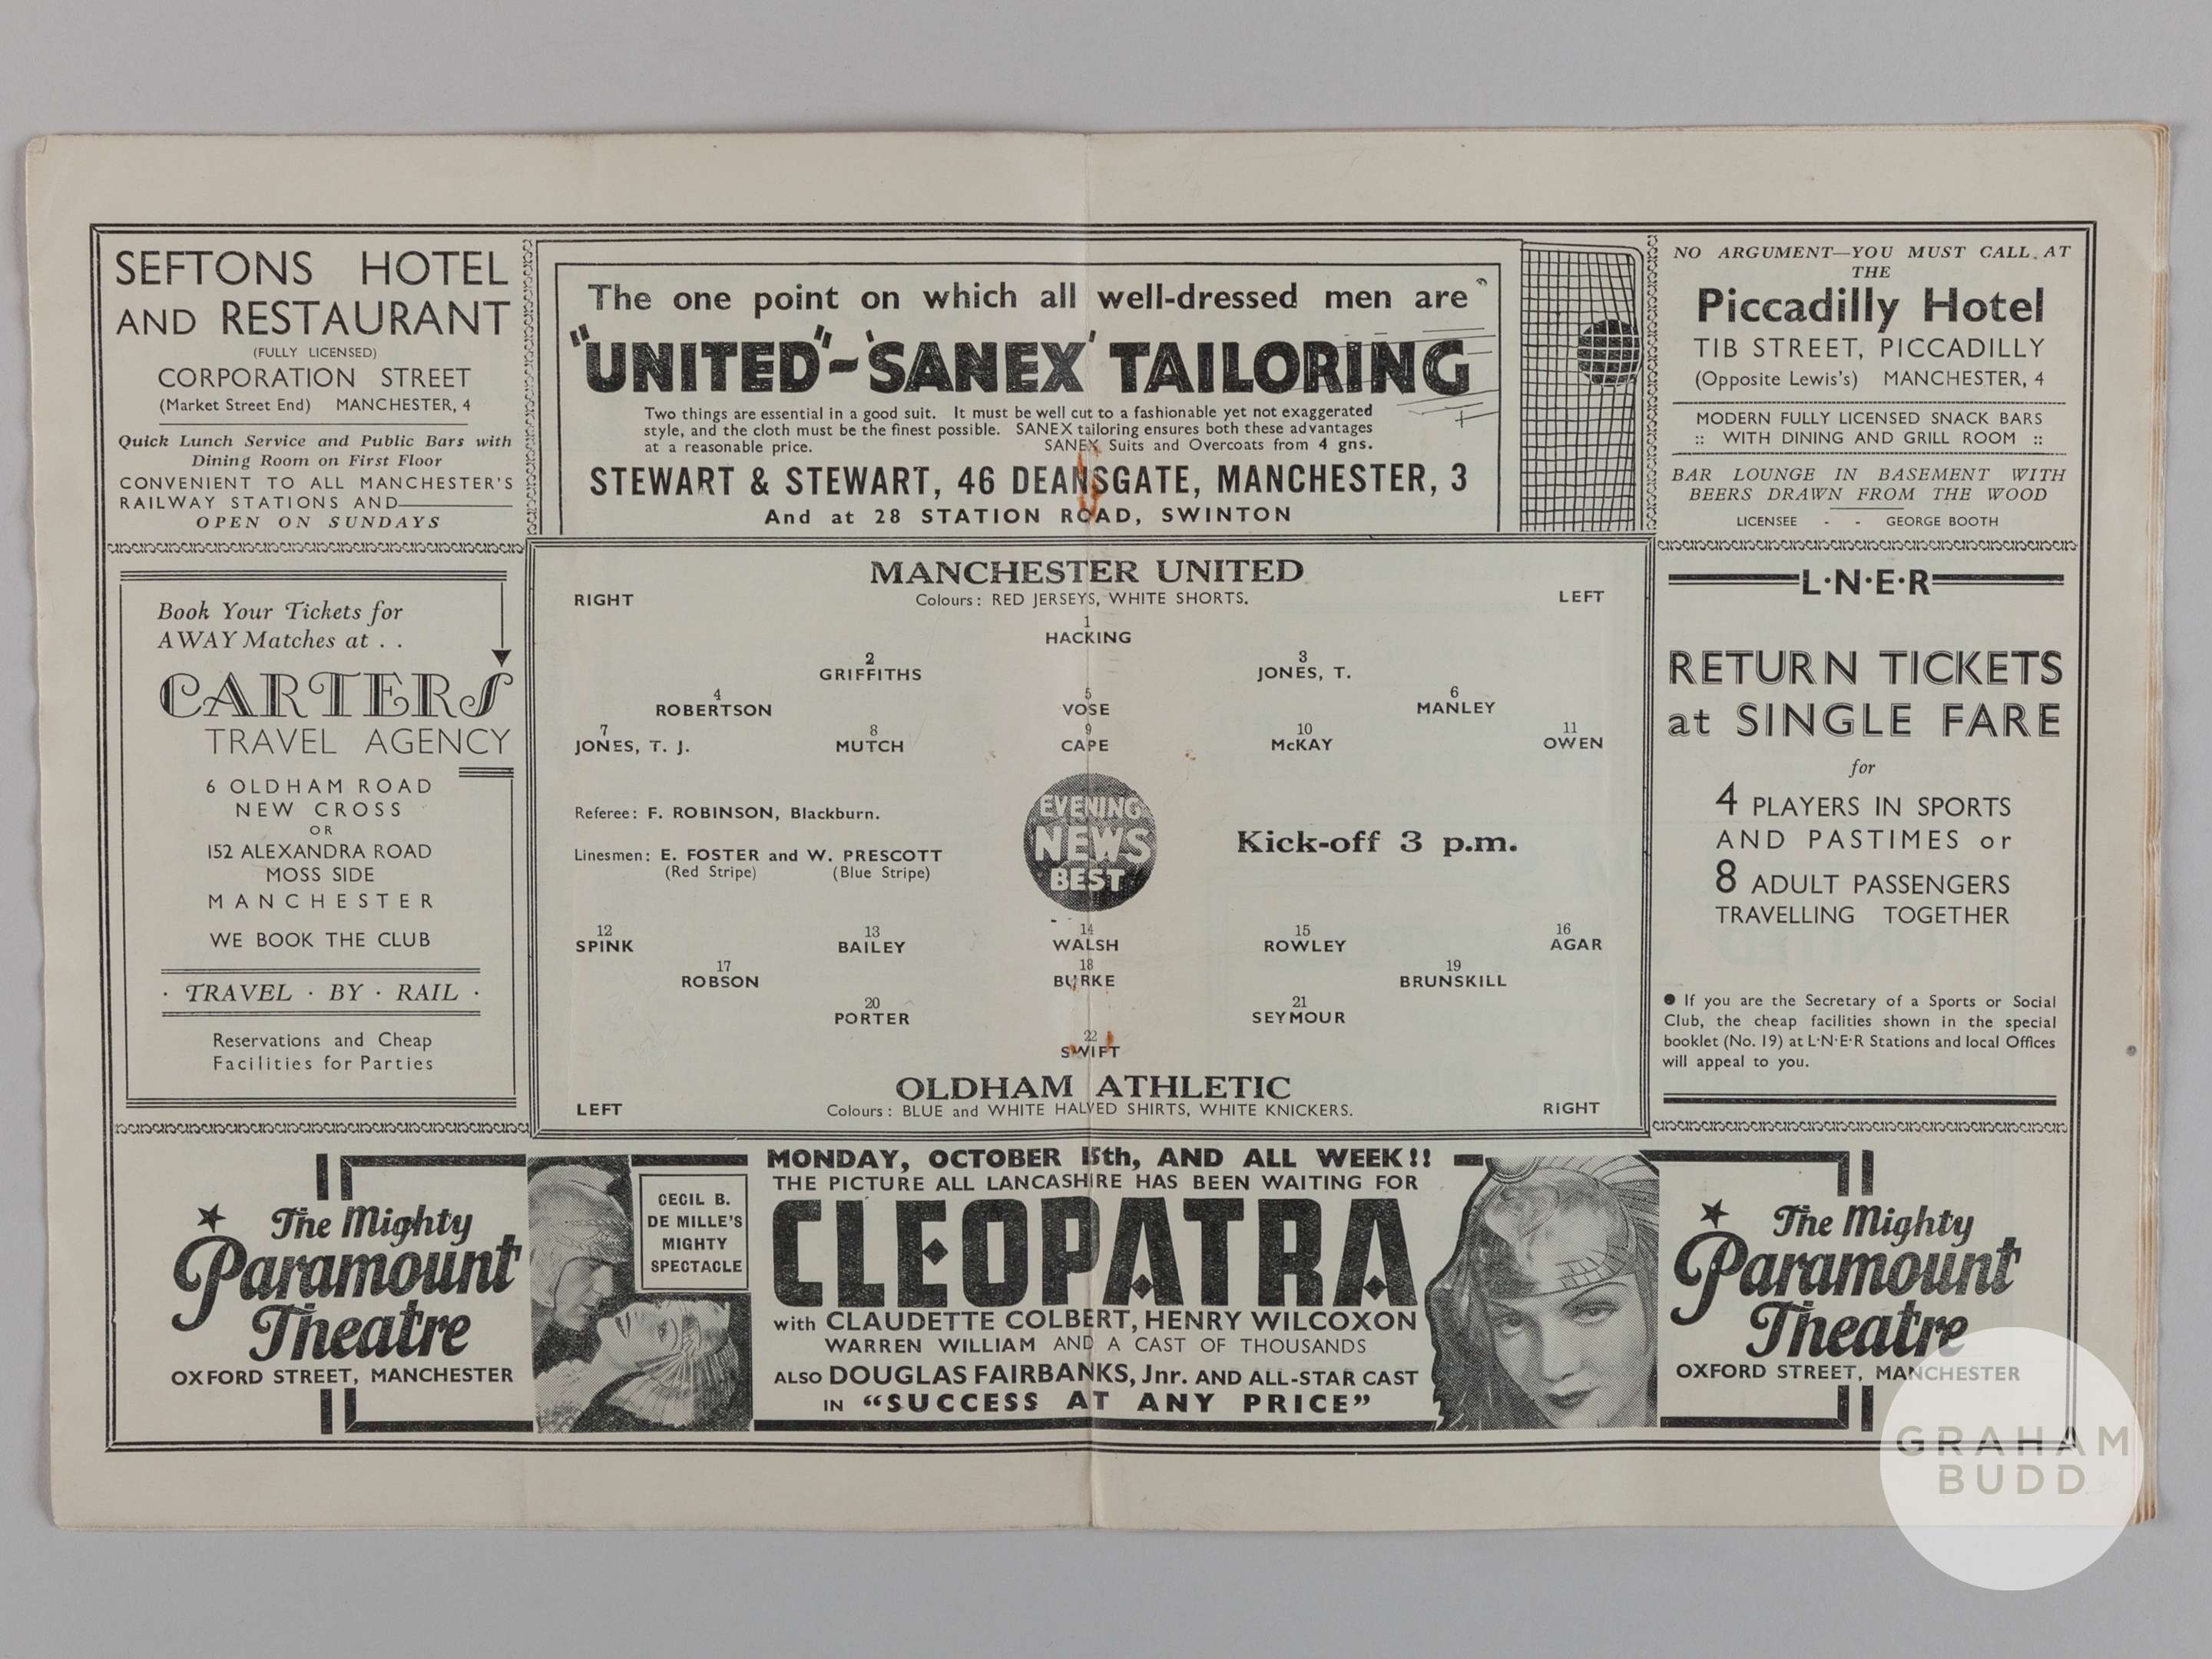 SEFTONS HOTEL
AND RESTAURANT
(FULLY LICENSED)
CORPORATION STREET
(Market Street End) MANCHESTER, 4
Quick Lunch Service and Public Bars with
Dining Room on First Floor
CONVENIENT TO ALL MANCHESTER'S
RAILWAY STATIONS AND
OPEN ON SUNDAYS
The one point on which all well-dressed men are
"UNITED"-'SANEX' TAILORING
Two things are essential in a good suit. It must be well cut to a fashionable yet not exaggerated
style, and the cloth must be the finest possible. SANEX tailoring ensures both these advantages
at a reasonable price. SANEX Suits and Overcoats from 4 gns.
STEWART & STEWART, 46 DEANSGATE, MANCHESTER, 3
And at 28 STATION ROAD, SWINTON
NO ARGUMENT—YOU MUST CALL AT
THE
Piccadilly Hotel
TIB STREET, PICCADILLY
(Opposite Lewis's) MANCHESTER, 4
MODERN FULLY LICENSED SNACK BARS
:: WITH DINING AND GRILL ROOM ::
BAR LOUNGE IN BASEMENT WITH
BEERS DRAWN FROM THE WOOD
LICENSEE - - GEORGE BOOTH
Book Your Tickets for
AWAY Matches at . .
CARTERS
TRAVEL AGENCY
6 OLDHAM ROAD
NEW CROSS
OR
152 ALEXANDRA ROAD
MOSS SIDE
MANCHESTER
WE BOOK THE CLUB
· TRAVEL · BY · RAIL ·
Reservations and Cheap
Facilities for Parties
MANCHESTER UNITED
RIGHT Colours: RED JERSEYS, WHITE SHORTS. LEFT
1
HACKING
2 3
GRIFFITHS JONES, T.
4 5 6
ROBERTSON VOSE MANLEY
7 8 9 10 11
JONES, T. J. MUTCH CAPE McKAY OWEN
Referee: F. ROBINSON, Blackburn.
Linesmen: E. FOSTER and W. PRESCOTT
(Red Stripe) (Blue Stripe)
EVENING
NEWS
BEST
Kick-off 3 p.m.
12 13 14 15 16
SPINK BAILEY WALSH ROWLEY AGAR
17 18 19
ROBSON BURKE BRUNSKILL
20 21
PORTER SEYMOUR
22
SWIFT
OLDHAM ATHLETIC
LEFT Colours: BLUE and WHITE HALVED SHIRTS, WHITE KNICKERS. RIGHT
L·N·E·R
RETURN TICKETS
at SINGLE FARE
for
4 PLAYERS IN SPORTS
AND PASTIMES or
8 ADULT PASSENGERS
TRAVELLING TOGETHER
● If you are the Secretary of a Sports or Social
Club, the cheap facilities shown in the special
booklet (No. 19) at L·N·E·R Stations and local Offices
will appeal to you.
The Mighty
Paramount
Theatre
OXFORD STREET, MANCHESTER
CECIL B.
DE MILLE'S
MIGHTY
SPECTACLE
MONDAY, OCTOBER 15th, AND ALL WEEK!!
THE PICTURE ALL LANCASHIRE HAS BEEN WAITING FOR
CLEOPATRA
with CLAUDETTE COLBERT, HENRY WILCOXON
WARREN WILLIAM AND A CAST OF THOUSANDS
ALSO DOUGLAS FAIRBANKS, Jnr. AND ALL-STAR CAST
IN "SUCCESS AT ANY PRICE"
The Mighty
Paramount
Theatre
OXFORD STREET, MANCHESTER
GRAHAM
BUDD